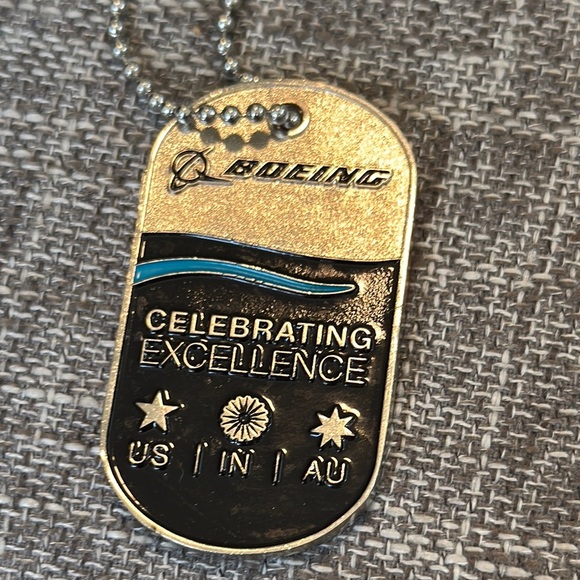 BOEING
CELEBRATING
EXCELLENCE
US | IN | AU